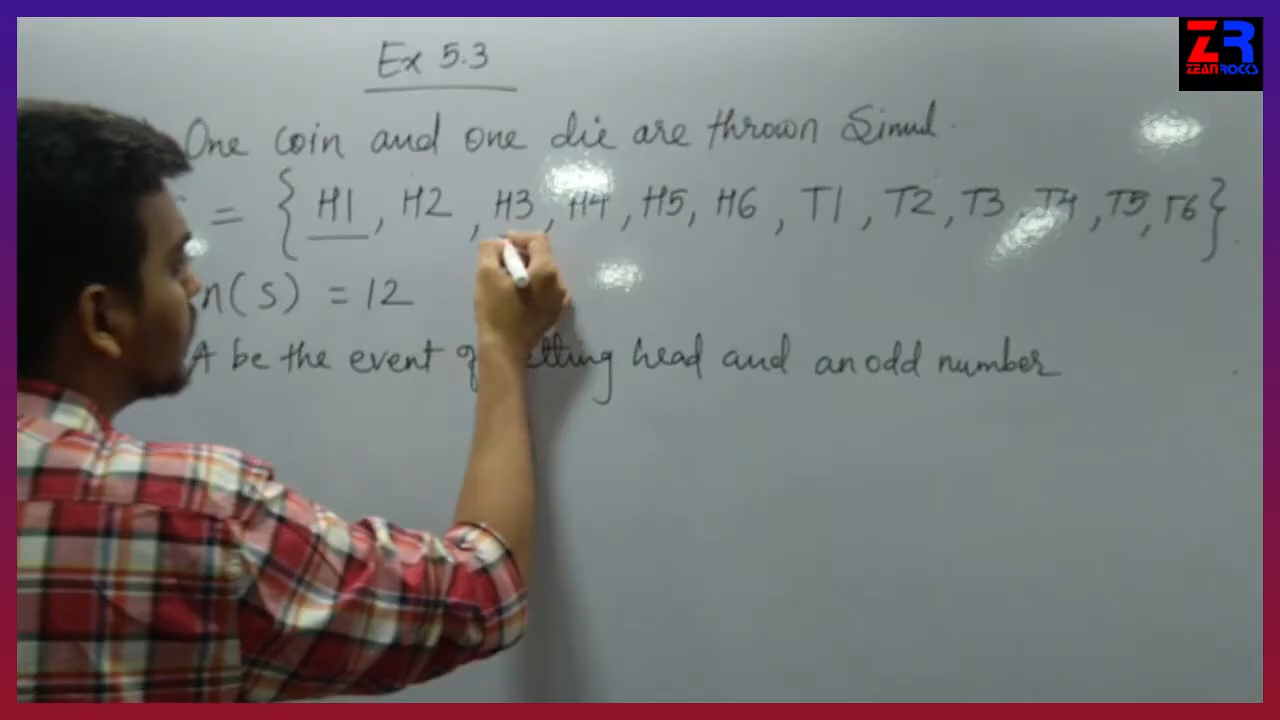 ZR
ZEAN ROCCS
Ex 5.3
One coin and one die are thrown Simul.
= { H1, H2, H3, H4, H5, H6, T1, T2, T3, T4, T5, T6}
n(s) = 12
A be the event head and an odd number